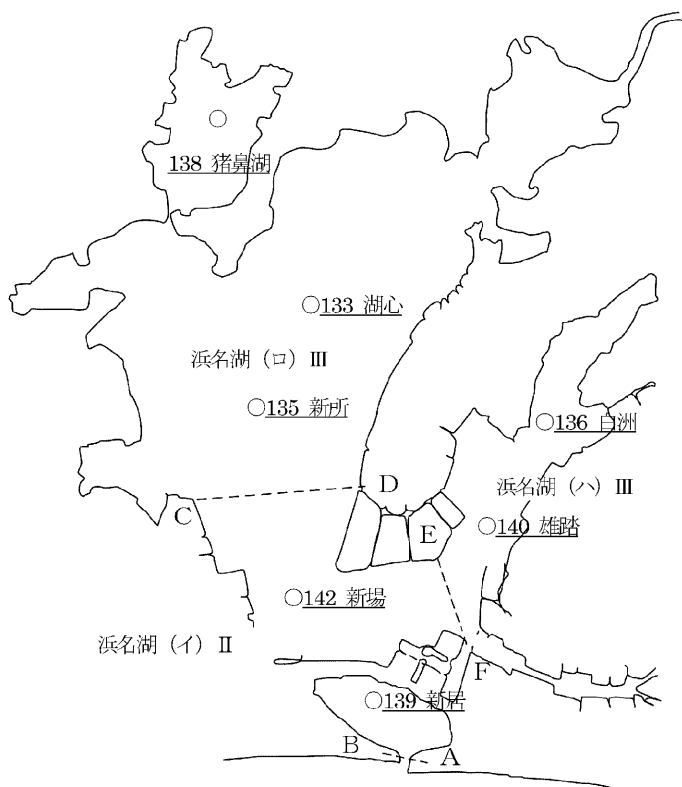 138 猪鼻湖
133 湖心
浜名湖（ロ）Ⅲ
135 新所
136 白洲
D
浜名湖（ハ）Ⅲ
C
E
140 雄踏
142 新場
浜名湖（イ）Ⅱ
F
139 新居
B
A